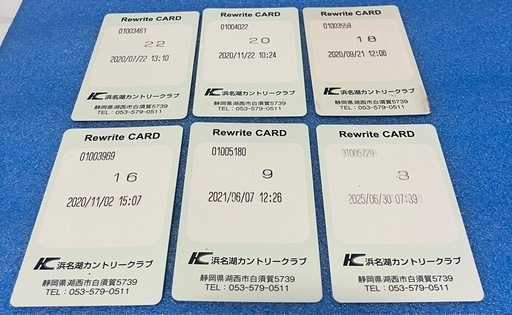 Rewrite CARD
01003461
22
2020/07/22 13:10
浜名湖カントリークラブ
静岡県湖西市白須賀5739
TEL：053-579-0511
Rewrite CARD
01004022
20
2020/11/22 10:24
浜名湖カントリークラブ
静岡県湖西市白須賀5739
TEL：053-579-0511
Rewrite CARD
01003559
18
2020/09/21 12:06
浜名湖カントリークラブ
静岡県湖西市白須賀5739
TEL：053-579-0511
Rewrite CARD
01003969
16
2020/11/02 15:07
浜名湖カントリークラブ
静岡県湖西市白須賀5739
TEL：053-579-0511
Rewrite CARD
01005180
9
2021/06/07 12:26
浜名湖カントリークラブ
静岡県湖西市白須賀5739
TEL：053-579-0511
Rewrite CARD
01005729
3
2025/06/30 07:39
浜名湖カントリークラブ
静岡県湖西市白須賀5739
TEL：053-579-0511